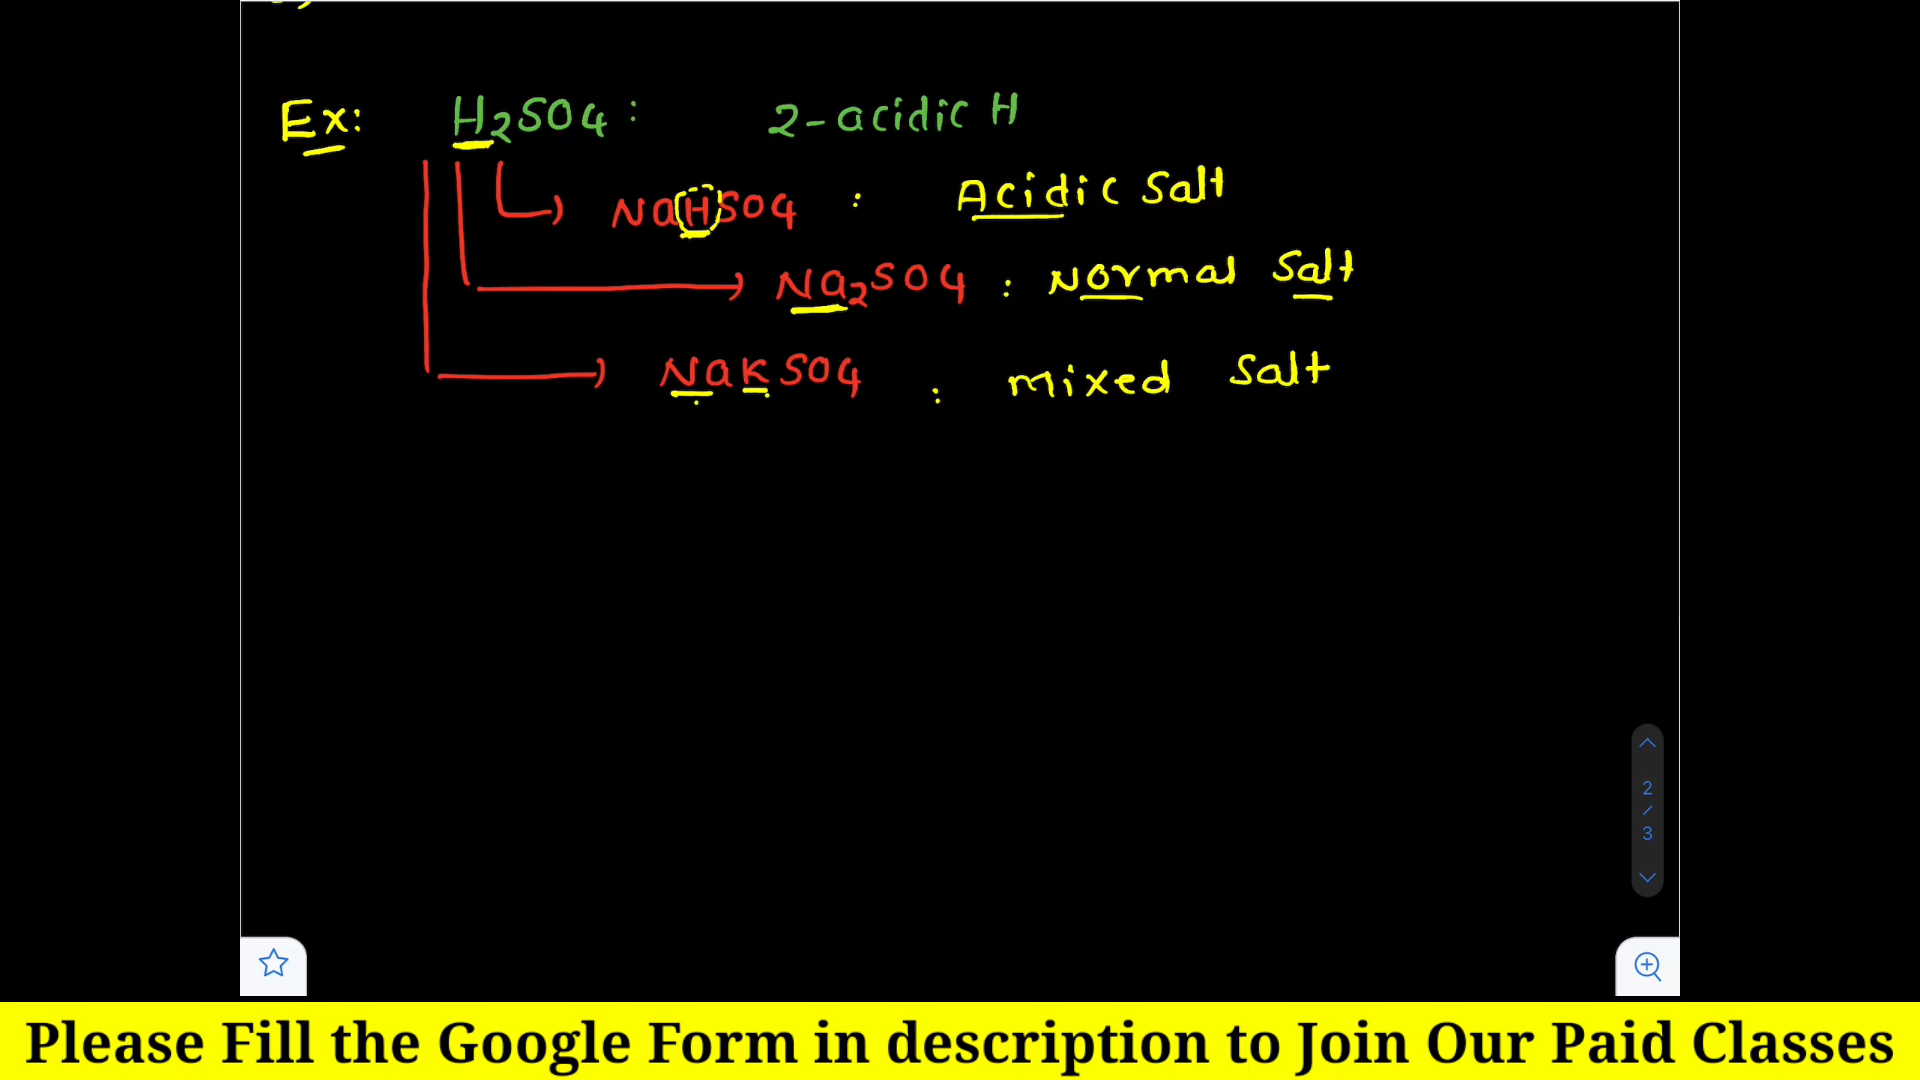 Ex: H2SO4 : 2-acidic H
NaHSO4 : Acidic Salt
Na2SO4 : Normal Salt
NaKSO4 : mixed Salt
2
/
3
Please Fill the Google Form in description to Join Our Paid Classes